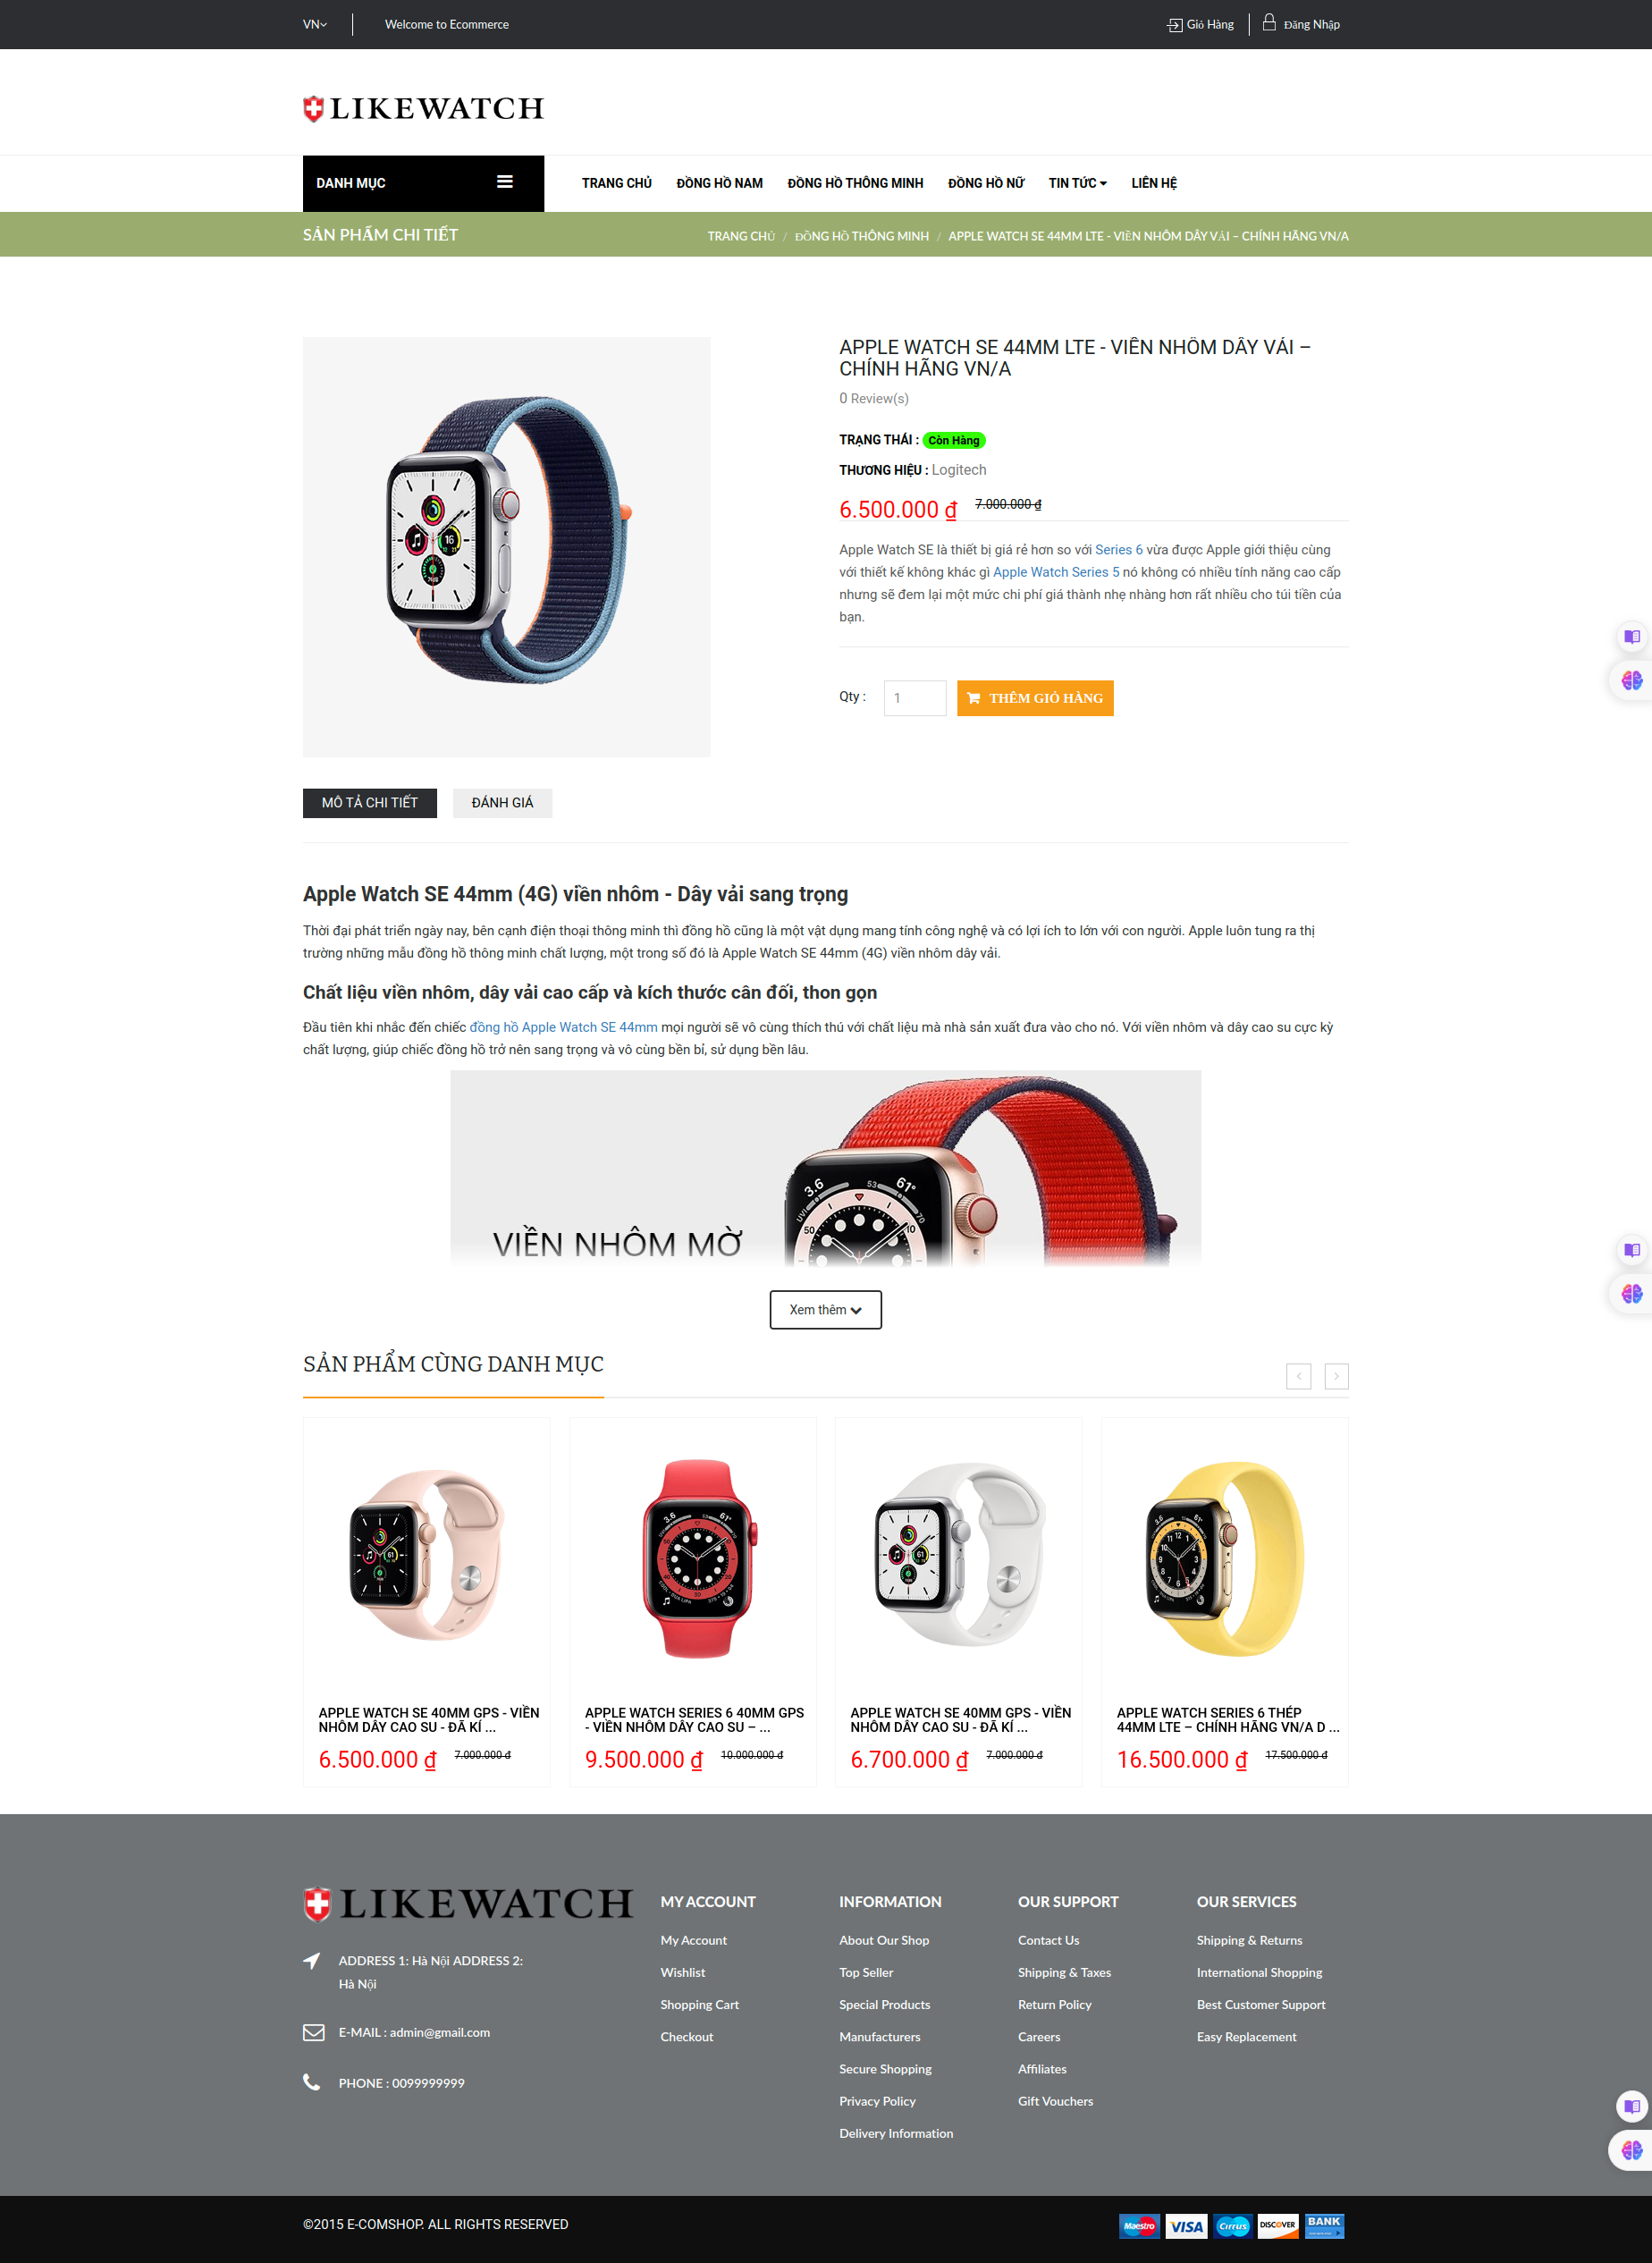 VN
Welcome to Ecommerce
Giỏ Hàng
Đăng Nhập
LIKEWATCH
DANH MỤC
TRANG CHỦ
ĐỒNG HỒ NAM
ĐỒNG HỒ THÔNG MINH
ĐỒNG HỒ NỮ
TIN TỨC
LIÊN HỆ
SẢN PHẨM CHI TIẾT
TRANG CHỦ / ĐỒNG HỒ THÔNG MINH / APPLE WATCH SE 44MM LTE - VIỀN NHÔM DÂY VẢI – CHÍNH HÃNG VN/A
APPLE WATCH SE 44MM LTE - VIỀN NHÔM DÂY VẢI –
CHÍNH HÃNG VN/A
0 Review(s)
TRẠNG THÁI : Còn Hàng
THƯƠNG HIỆU : Logitech
6.500.000 ₫ 7.000.000 ₫
Apple Watch SE là thiết bị giá rẻ hơn so với Series 6 vừa được Apple giới thiệu cùng
với thiết kế không khác gì Apple Watch Series 5 nó không có nhiều tính năng cao cấp
nhưng sẽ đem lại một mức chi phí giá thành nhẹ nhàng hơn rất nhiều cho túi tiền của
bạn.
Qty : 1 THÊM GIỎ HÀNG
MÔ TẢ CHI TIẾT
ĐÁNH GIÁ
Apple Watch SE 44mm (4G) viền nhôm - Dây vải sang trọng
Thời đại phát triển ngày nay, bên cạnh điện thoại thông minh thì đồng hồ cũng là một vật dụng mang tính công nghệ và có lợi ích to lớn với con người. Apple luôn tung ra thị
trường những mẫu đồng hồ thông minh chất lượng, một trong số đó là Apple Watch SE 44mm (4G) viền nhôm dây vải.
Chất liệu viền nhôm, dây vải cao cấp và kích thước cân đối, thon gọn
Đầu tiên khi nhắc đến chiếc đồng hồ Apple Watch SE 44mm mọi người sẽ vô cùng thích thú với chất liệu mà nhà sản xuất đưa vào cho nó. Với viền nhôm và dây cao su cực kỳ
chất lượng, giúp chiếc đồng hồ trở nên sang trọng và vô cùng bền bỉ, sử dụng bền lâu.
3.6 53 61°
UVI 70
50 10
VIỀN NHÔM MỜ
Xem thêm
SẢN PHẨM CÙNG DANH MỤC
APPLE WATCH SE 40MM GPS - VIỀN
NHÔM DÂY CAO SU - ĐÃ KÍ ...
6.500.000 ₫ 7.000.000 đ
APPLE WATCH SERIES 6 40MM GPS
- VIỀN NHÔM DÂY CAO SU – ...
9.500.000 ₫ 10.000.000 đ
APPLE WATCH SE 40MM GPS - VIỀN
NHÔM DÂY CAO SU - ĐÃ KÍ ...
6.700.000 ₫ 7.000.000 đ
APPLE WATCH SERIES 6 THÉP
44MM LTE – CHÍNH HÃNG VN/A D ...
16.500.000 ₫ 17.500.000 đ
LIKEWATCH
ADDRESS 1: Hà Nội ADDRESS 2:
Hà Nội
E-MAIL : admin@gmail.com
PHONE : 0099999999
MY ACCOUNT
My Account
Wishlist
Shopping Cart
Checkout
INFORMATION
About Our Shop
Top Seller
Special Products
Manufacturers
Secure Shopping
Privacy Policy
Delivery Information
OUR SUPPORT
Contact Us
Shipping & Taxes
Return Policy
Careers
Affiliates
Gift Vouchers
OUR SERVICES
Shipping & Returns
International Shopping
Best Customer Support
Easy Replacement
©2015 E-COMSHOP. ALL RIGHTS RESERVED
Maestro
VISA
Cirrus
DISCOVER
BANK